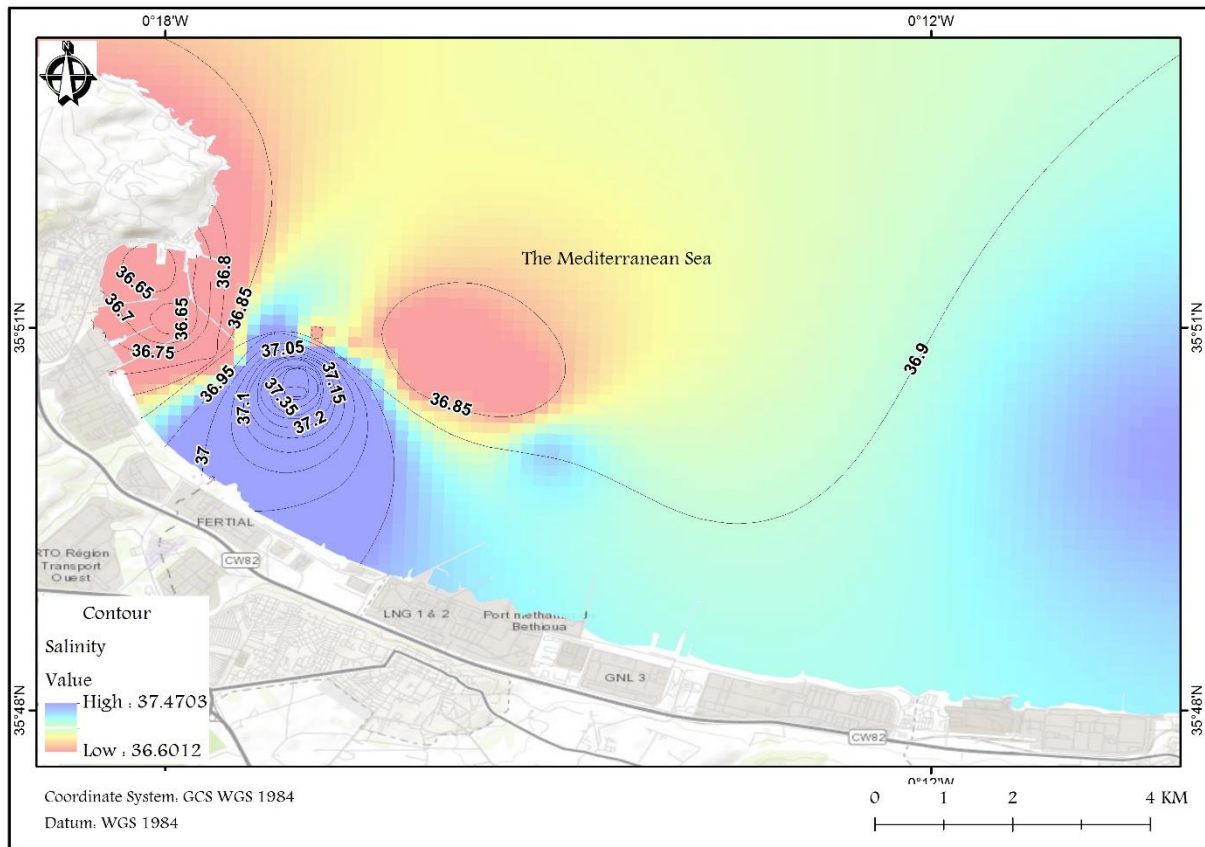 0°18'W
0°12'W
N
The Mediterranean Sea
35°51'N
35°51'N
36.65
36.7
36.65
36.75
36.8
36.85
36.95
37.05
37.15
37.35
37.1
37.2
37
36.85
36.9
FERTIAL
CW82
RTO Région
Transport
Ouest
LNG 1 & 2
Bethioua
GNL 3
CW82
35°48'N
35°48'N
Contour
Salinity
Value
High : 37.4703
Low : 36.6012
0°12'W
Coordinate System: GCS WGS 1984
Datum: WGS 1984
0 1 2 4 KM